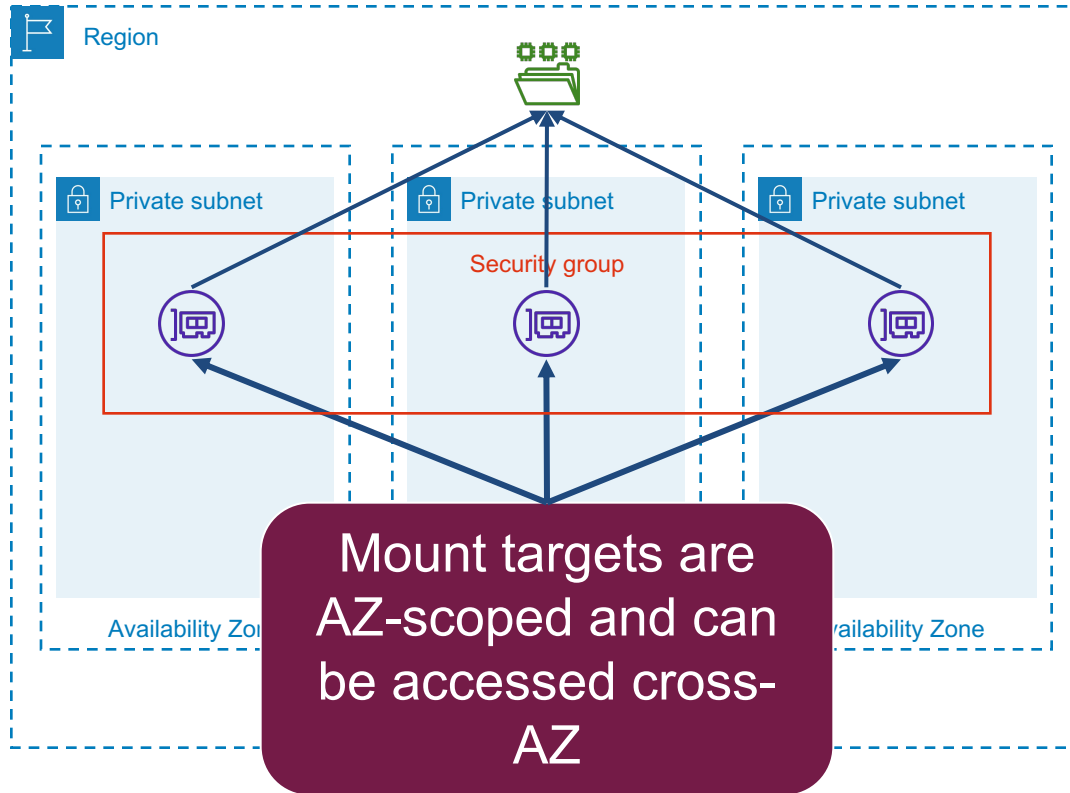 Region
Private subnet
Private subnet
Private subnet
Security group
Mount targets are
AZ-scoped and can
be accessed cross-
AZ
Availability Zo
vailability Zone